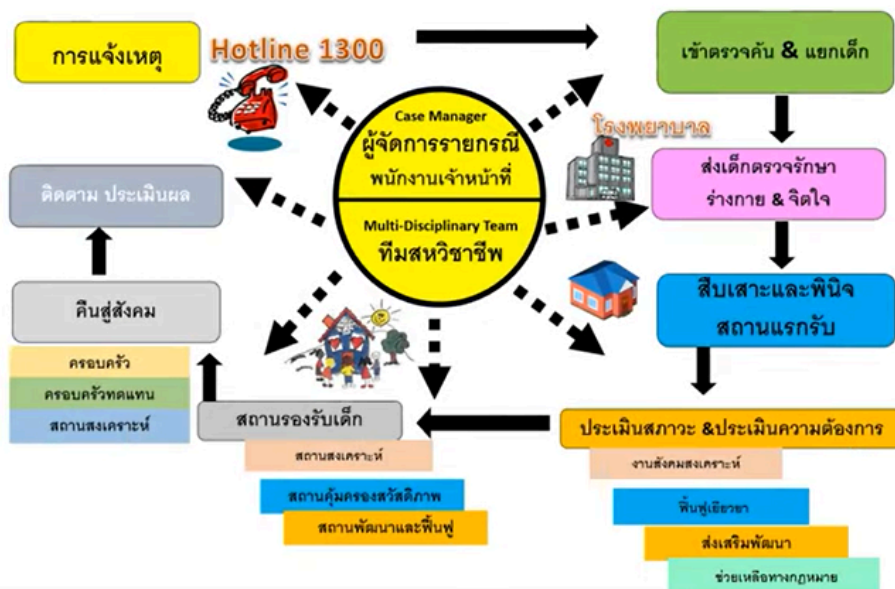 การแจ้งเหตุ
Hotline 1300
เข้าตรวจค้น & แยกเด็ก
Case Manager
ผู้จัดการรายกรณี
พนักงานเจ้าหน้าที่
Multi-Disciplinary Team
ทีมสหวิชาชีพ
โรงพยาบาล
ส่งเด็กตรวจรักษา
ร่างกาย & จิตใจ
สืบเสาะและพินิจ
สถานแรกรับ
ประเมินสภาวะ &ประเมินความต้องการ
งานสังคมสงเคราะห์
ฟื้นฟูเยียวยา
ส่งเสริมพัฒนา
ช่วยเหลือทางกฎหมาย
สถานรองรับเด็ก
สถานสงเคราะห์
สถานคุ้มครองสวัสดิภาพ
สถานพัฒนาและฟื้นฟู
คืนสู่สังคม
ครอบครัว
ครอบครัวทดแทน
สถานสงเคราะห์
ติดตาม ประเมินผล